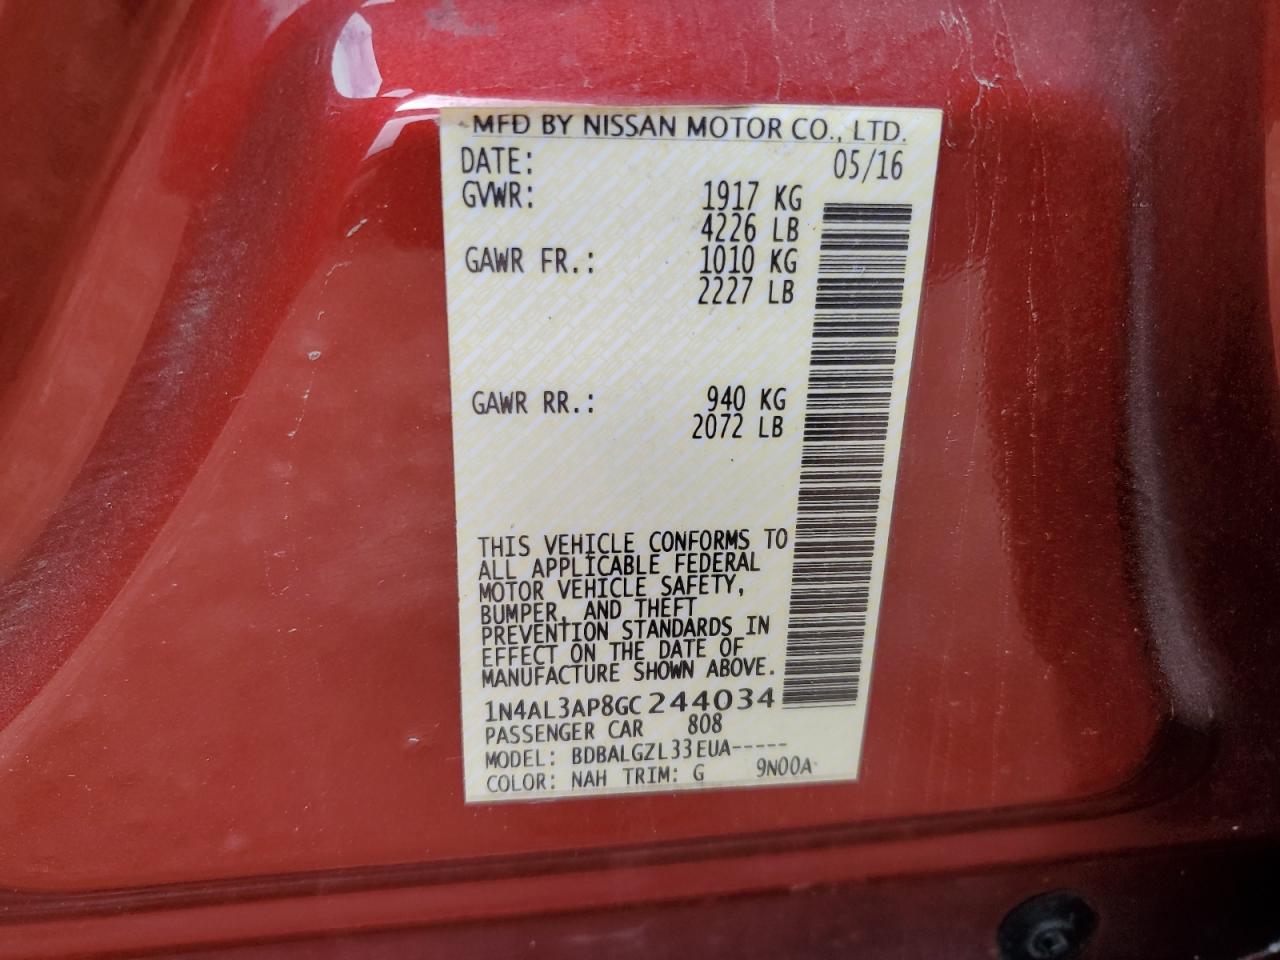 MFD BY NISSAN MOTOR CO., LTD.
DATE: 05/16
GVWR: 1917 KG
4226 LB
GAWR FR.: 1010 KG
2227 LB
GAWR RR.: 940 KG
2072 LB
THIS VEHICLE CONFORMS TO
ALL APPLICABLE FEDERAL
MOTOR VEHICLE SAFETY,
BUMPER, AND THEFT
PREVENTION STANDARDS IN
EFFECT ON THE DATE OF
MANUFACTURE SHOWN ABOVE.
1N4AL3AP8GC244034
PASSENGER CAR 808
MODEL: BDBALGZL33EUA-----
COLOR: NAH TRIM: G 9N00A